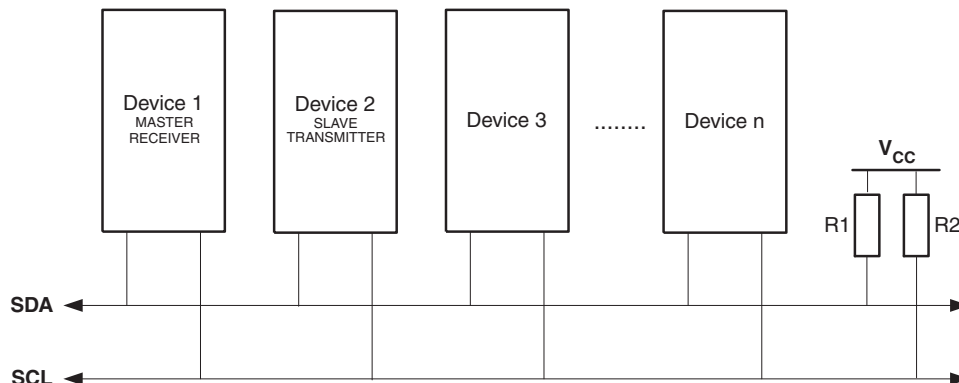 Device 1
MASTER
RECEIVER
Device 2
SLAVE
TRANSMITTER
Device 3
........
Device n
VCC
R1
R2
SDA
SCL